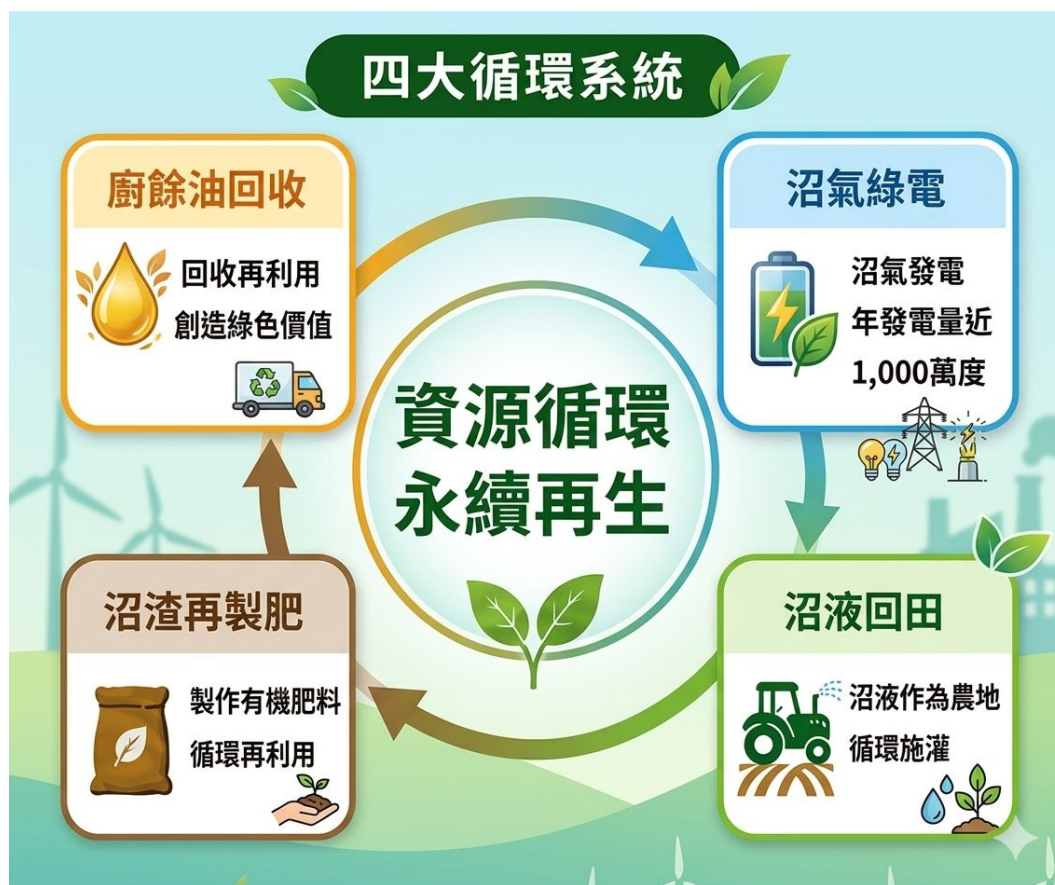 四大循環系統
廚餘油回收
回收再利用
創造綠色價值
沼氣綠電
沼氣發電
年發電量近
1,000萬度
資源循環
永續再生
沼渣再製肥
製作有機肥料
循環再利用
沼液回田
沼液作為農地
循環施灌